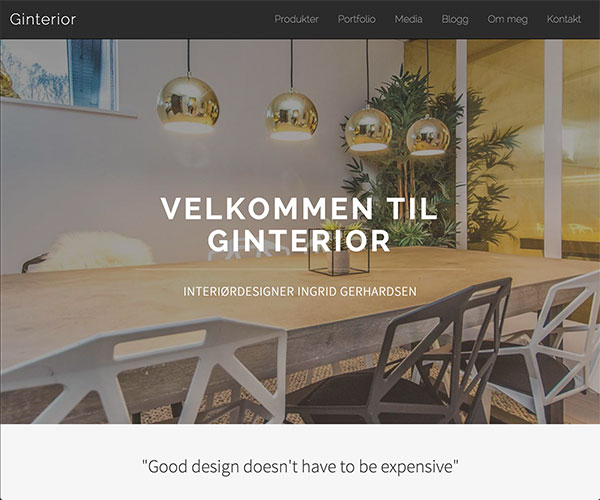 Ginterior Produkter Portfolio Media Blogg Om meg Kontakt
VELKOMMEN TIL
GINTERIOR
INTERIØRDESIGNER INGRID GERHARDSEN
"Good design doesn't have to be expensive"